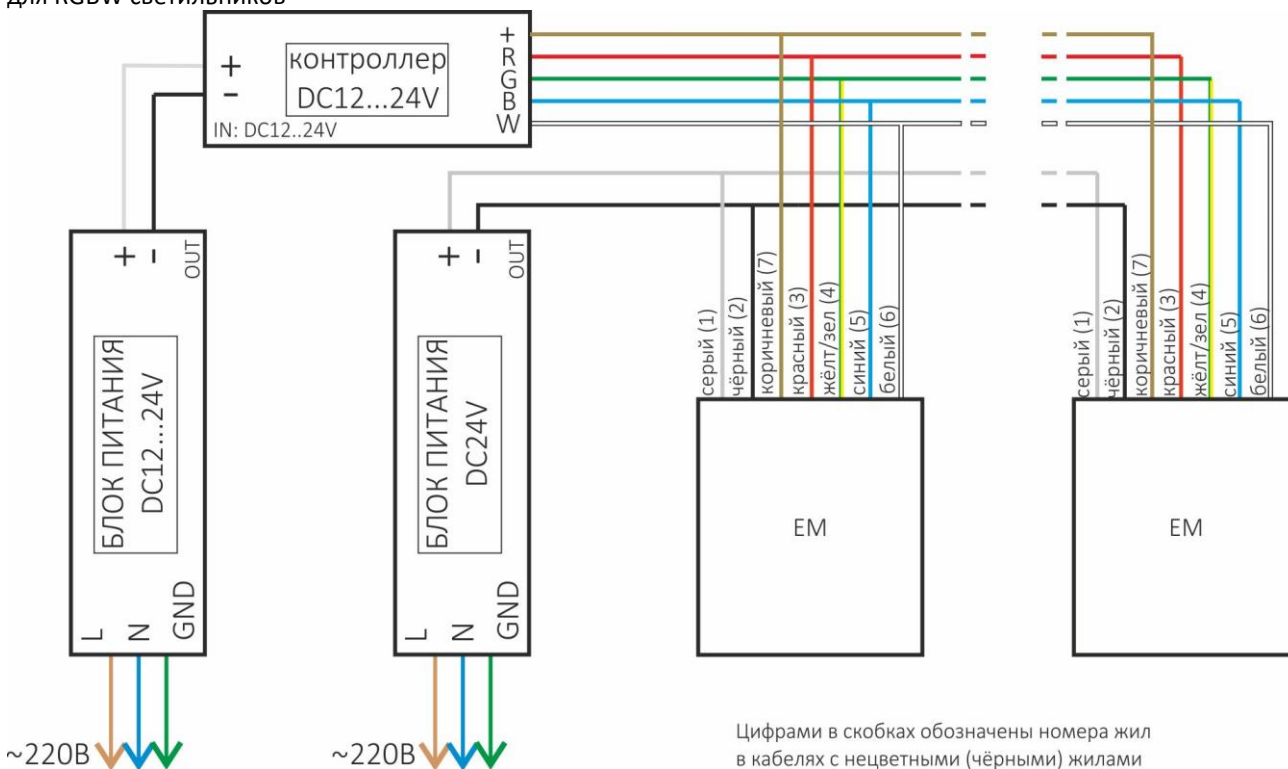 для RGBW светильников
контроллер
DC12...24V
+
-
IN: DC12..24V
+
R
G
B
W
+ - OUT
БЛОК ПИТАНИЯ
DC12...24V
L N GND
~220В
+ - OUT
БЛОК ПИТАНИЯ
DC24V
L N GND
~220В
серый (1)
чёрный (2)
коричневый (7)
красный (3)
жёлт/зел (4)
синий (5)
белый (6)
EM
серый (1)
чёрный (2)
коричневый (7)
красный (3)
жёлт/зел (4)
синий (5)
белый (6)
EM
Цифрами в скобках обозначены номера жил
в кабелях с нецветными (чёрными) жилами